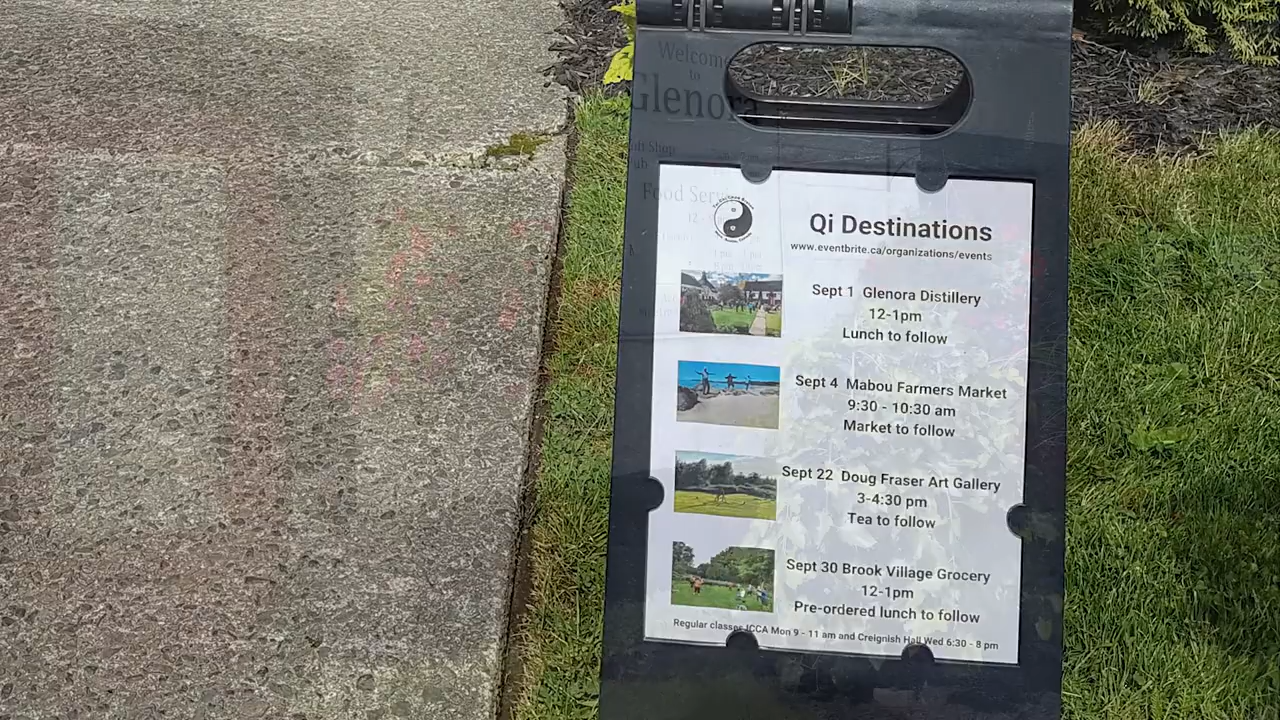 Welcome
to
Glenora
Food
Qi Destinations
www.eventbrite.ca/organizations/events
Sept 1 Glenora Distillery
12-1pm
Lunch to follow
Sept 4 Mabou Farmers Market
9:30 - 10:30 am
Market to follow
Sept 22 Doug Fraser Art Gallery
3-4:30 pm
Tea to follow
Sept 30 Brook Village Grocery
12-1pm
Pre-ordered lunch to follow
Regular classes ICCA Mon 9 - 11 am and Creignish Hall Wed 6:30 - 8 pm